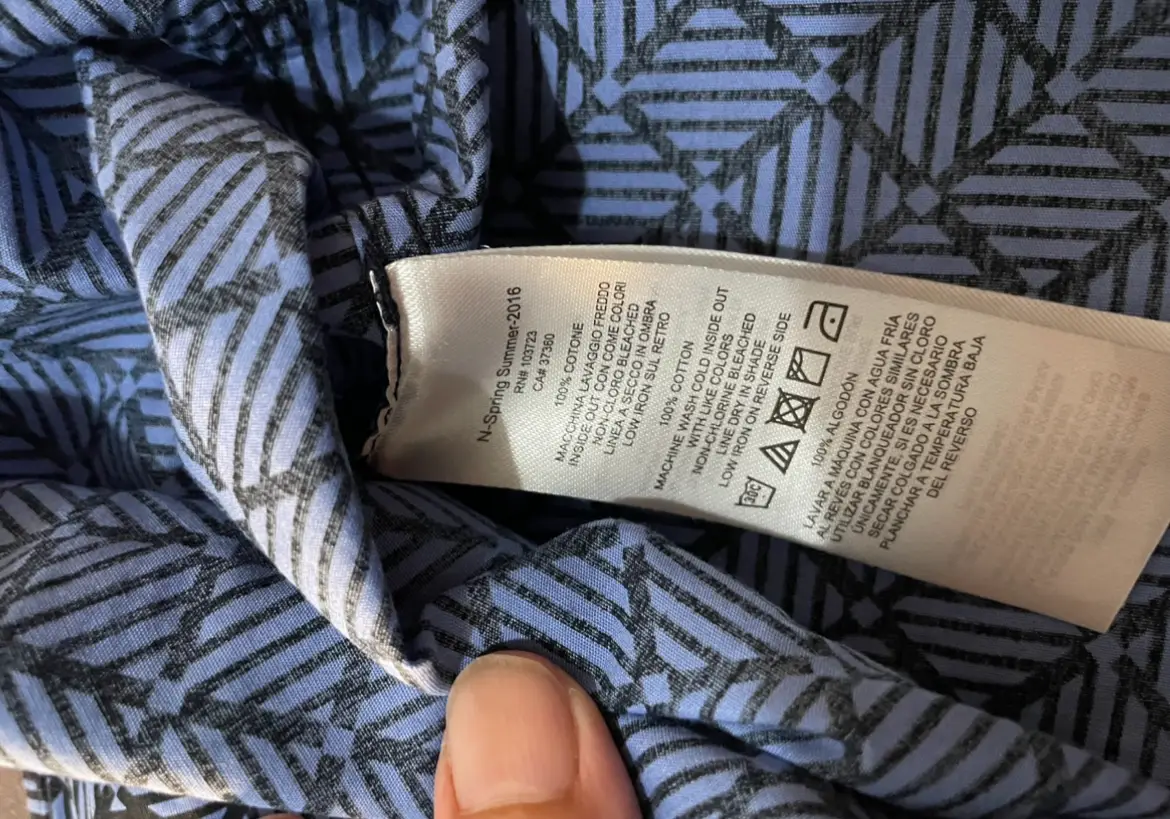 N-Spring Summer-2016
RN# 103723
CA# 37360
100% COTONE
MACCHINA LAVAGGIO FREDDO
INSIDE OUT CON COME COLORI
NON-CLORO BLEACHED
LINEA A SECCO IN OMBRA
LOW IRON SUL RETRO
100% COTTON
MACHINE WASH COLD INSIDE OUT
WITH LIKE COLORS
NON-CHLORINE BLEACHED
LINE DRY IN SHADE
LOW IRON ON REVERSE SIDE
30C
100% ALGODÓN
LAVAR A MÁQUINA CON AGUA FRÍA
AL REVÉS CON COLORES SIMILARES
UTILIZAR BLANQUEADOR SIN CLORO
ÚNICAMENTE, SI ES NECESARIO
SECAR COLGADO A LA SOMBRA
PLANCHAR A TEMPERATURA BAJA
DEL REVERSO